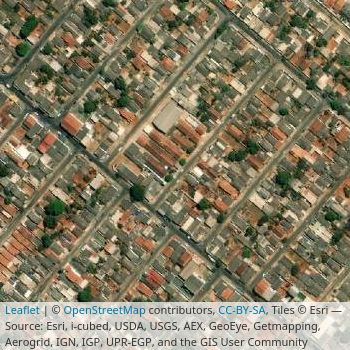 Leaflet | © OpenStreetMap contributors, CC-BY-SA, Tiles © Esri —
Source: Esri, i-cubed, USDA, USGS, AEX, GeoEye, Getmapping,
Aerogrid, IGN, IGP, UPR-EGP, and the GIS User Community